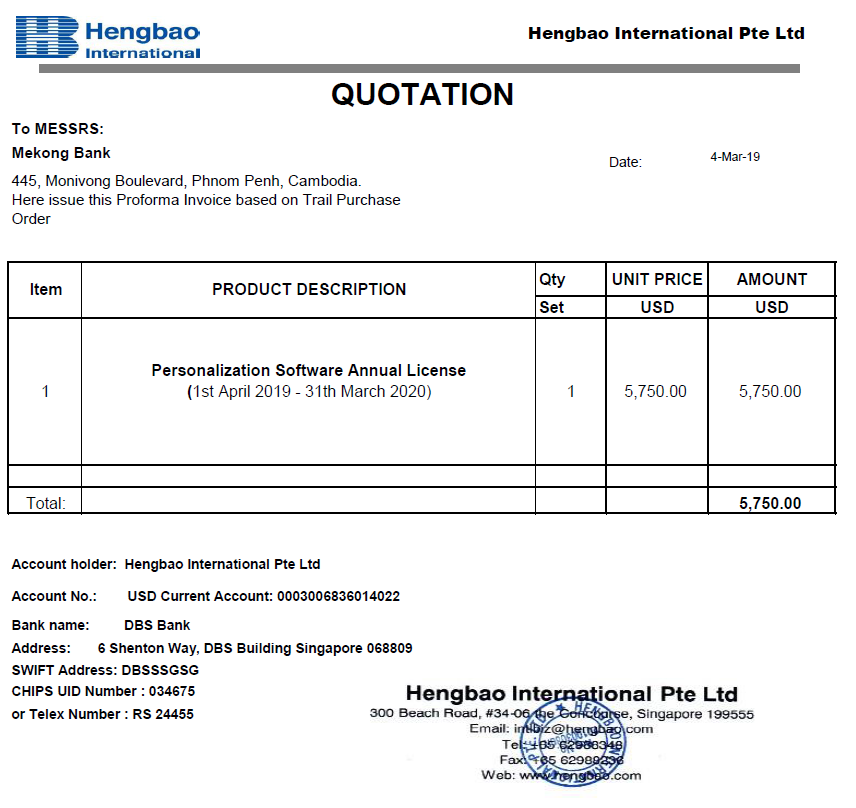 Hengbao
International
Hengbao International Pte Ltd
QUOTATION
To MESSRS:
Mekong Bank
Date: 4-Mar-19
445, Monivong Boulevard, Phnom Penh, Cambodia.
Here issue this Proforma Invoice based on Trail Purchase
Order
Item PRODUCT DESCRIPTION Qty UNIT PRICE AMOUNT
Set USD USD
Personalization Software Annual License
1 (1st April 2019 - 31th March 2020) 1 5,750.00 5,750.00
Total: 5,750.00
Account holder: Hengbao International Pte Ltd
Account No.: USD Current Account: 0003006836014022
Bank name: DBS Bank
Address: 6 Shenton Way, DBS Building Singapore 068809
SWIFT Address: DBSSSGSG
CHIPS UID Number : 034675
or Telex Number : RS 24455
Hengbao International Pte Ltd
300 Beach Road, #34-06 the Concourse, Singapore 199555
Email: intlbiz@hengbao.com
Tel: +65 62988346
Fax: +65 62988236
Web: www.hengbao.com